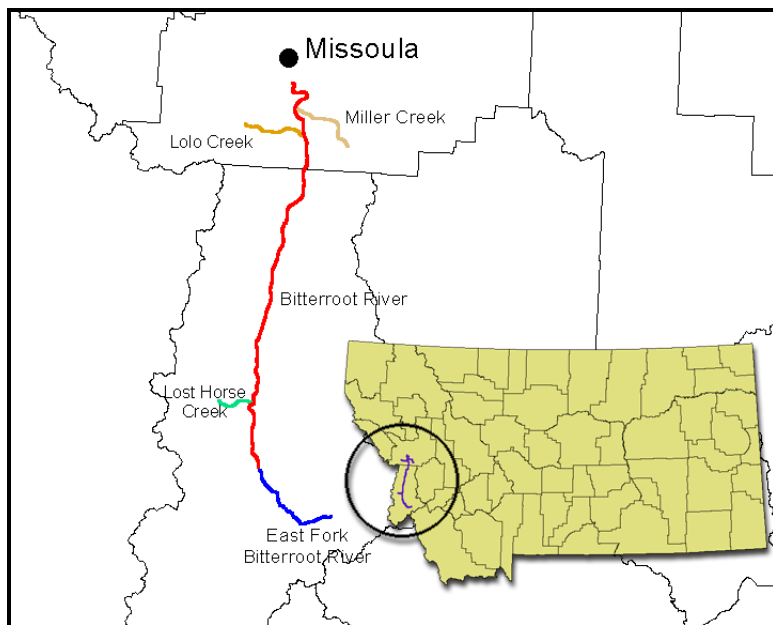 Missoula
Miller Creek
Lolo Creek
Bitterroot River
Lost Horse
Creek
East Fork
Bitterroot River